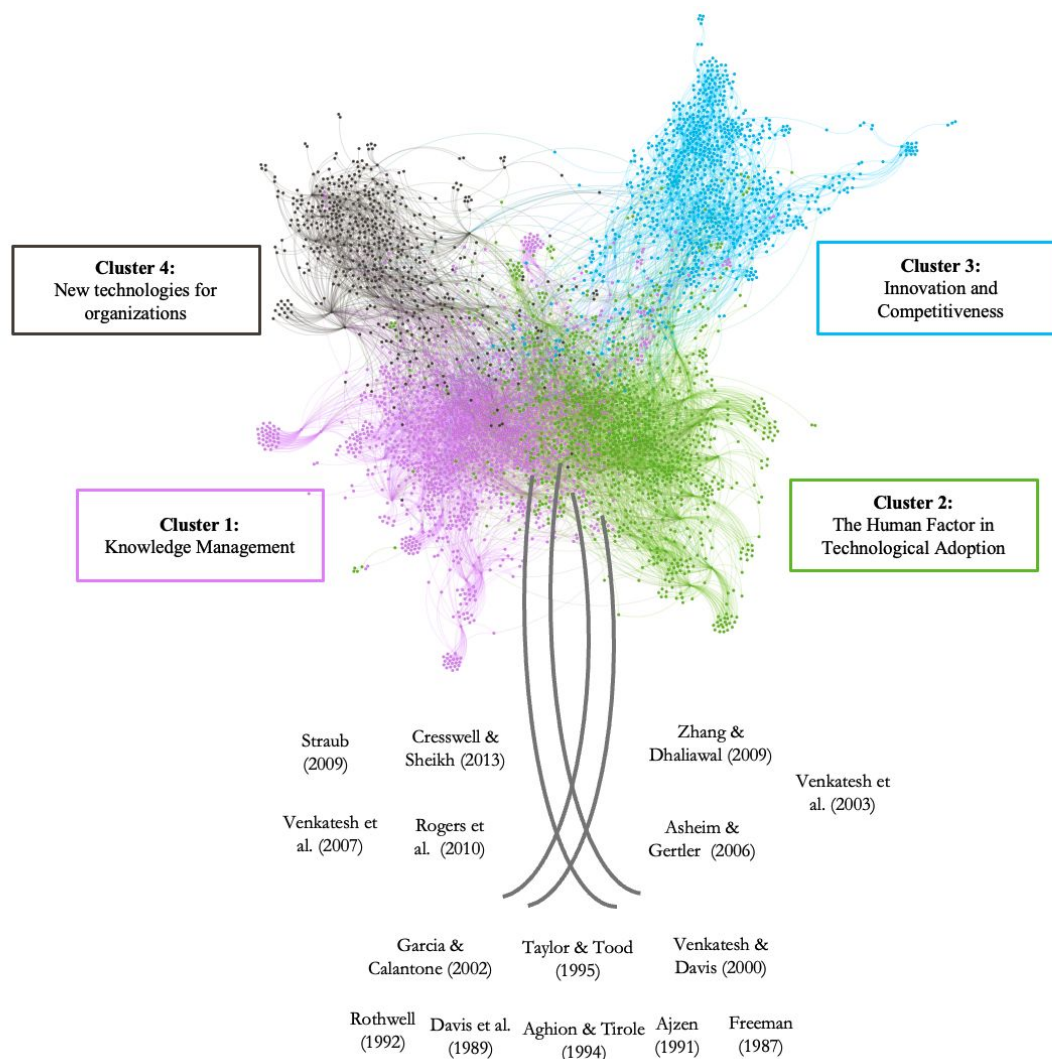 Cluster 4:
New technologies for
organizations
Cluster 3:
Innovation and
Competitiveness
Cluster 1:
Knowledge Management
Cluster 2:
The Human Factor in
Technological Adoption
Straub
(2009)
Cresswell &
Sheikh (2013)
Zhang &
Dhaliawal (2009)
Venkatesh et
al. (2003)
Venkatesh et
al. (2007)
Rogers et
al. (2010)
Asheim &
Gertler (2006)
Garcia &
Calantone (2002)
Taylor & Tood
(1995)
Venkatesh &
Davis (2000)
Rothwell
(1992)
Davis et al.
(1989)
Aghion & Tirole
(1994)
Ajzen
(1991)
Freeman
(1987)